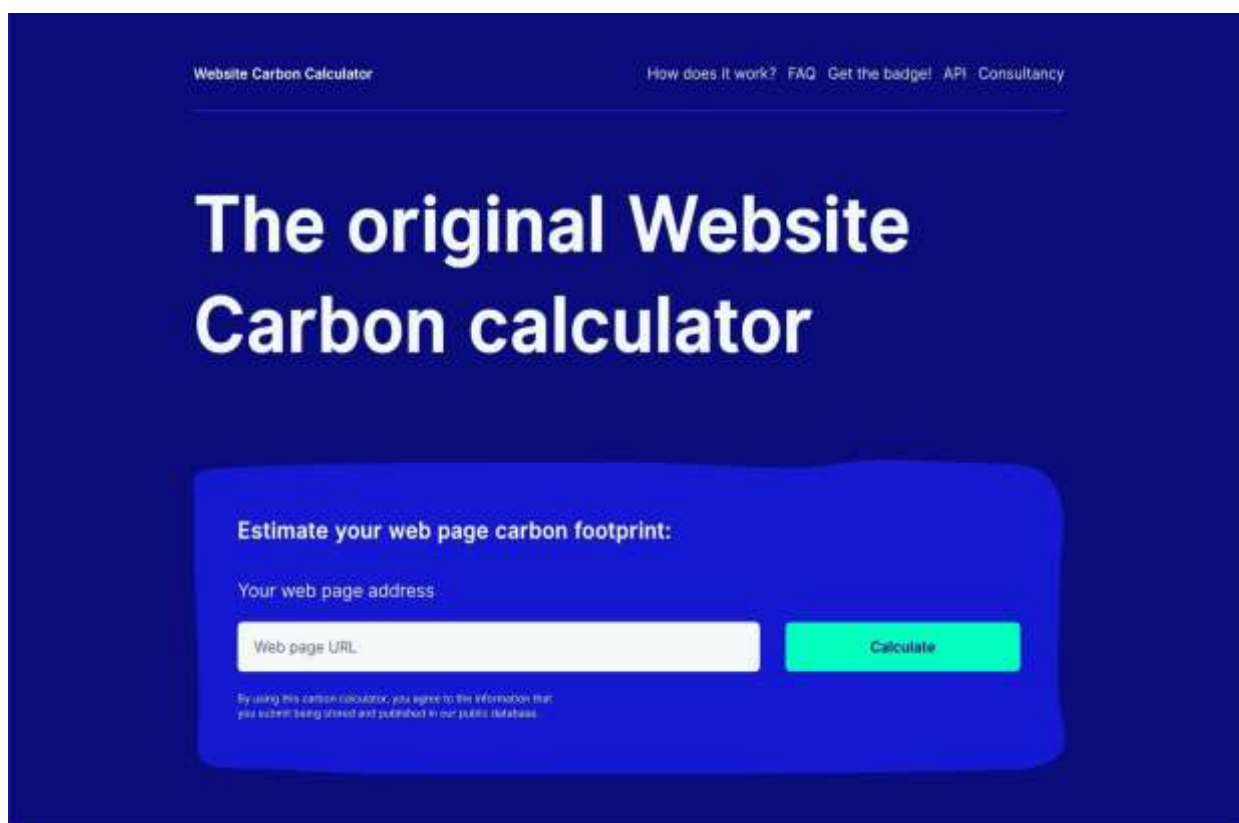 Website Carbon Calculator
How does it work? FAQ Get the badge! API Consultancy
The original Website
Carbon calculator
Estimate your web page carbon footprint:
Your web page address
Web page URL
Calculate
By using this carbon calculator, you agree to the information that
you submit being stored and published in our public database.